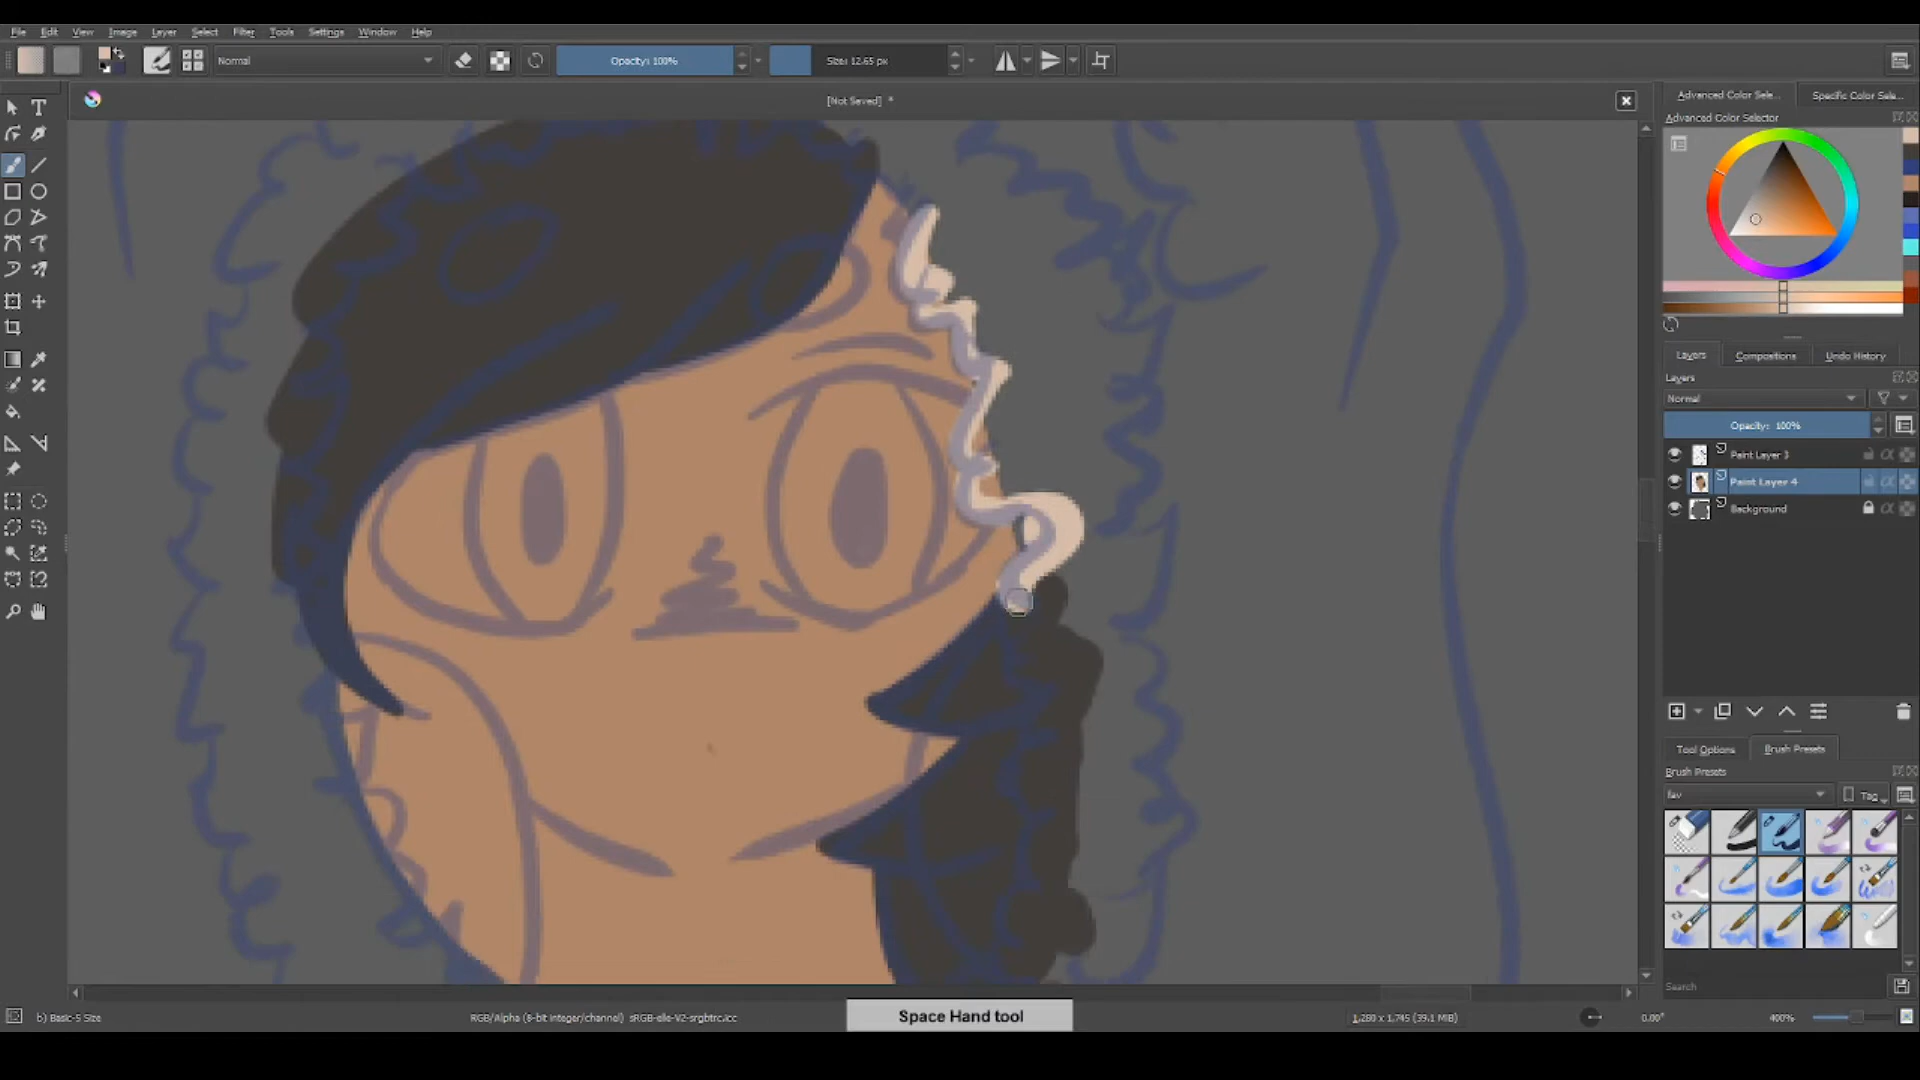 File Edit View Image Layer Select Filter Tools Settings Window Help
Normal Opacity: 100% Size: 12.65 px
[Not Saved] *
Advanced Color Sele... Specific Color Sele...
Advanced Color Selector
Layers Compositions Undo History
Layers
Normal
Opacity: 100%
Paint Layer 3
Paint Layer 4
Background
Tool Options Brush Presets
Brush Presets
fav Tag
Search
b) Basic-5 Size RGB/Alpha (8-bit integer/channel) sRGB-elle-V2-srgbtrc.icc Space Hand tool 1,280 x 1,745 (39.1 MiB) 0.00° 400%